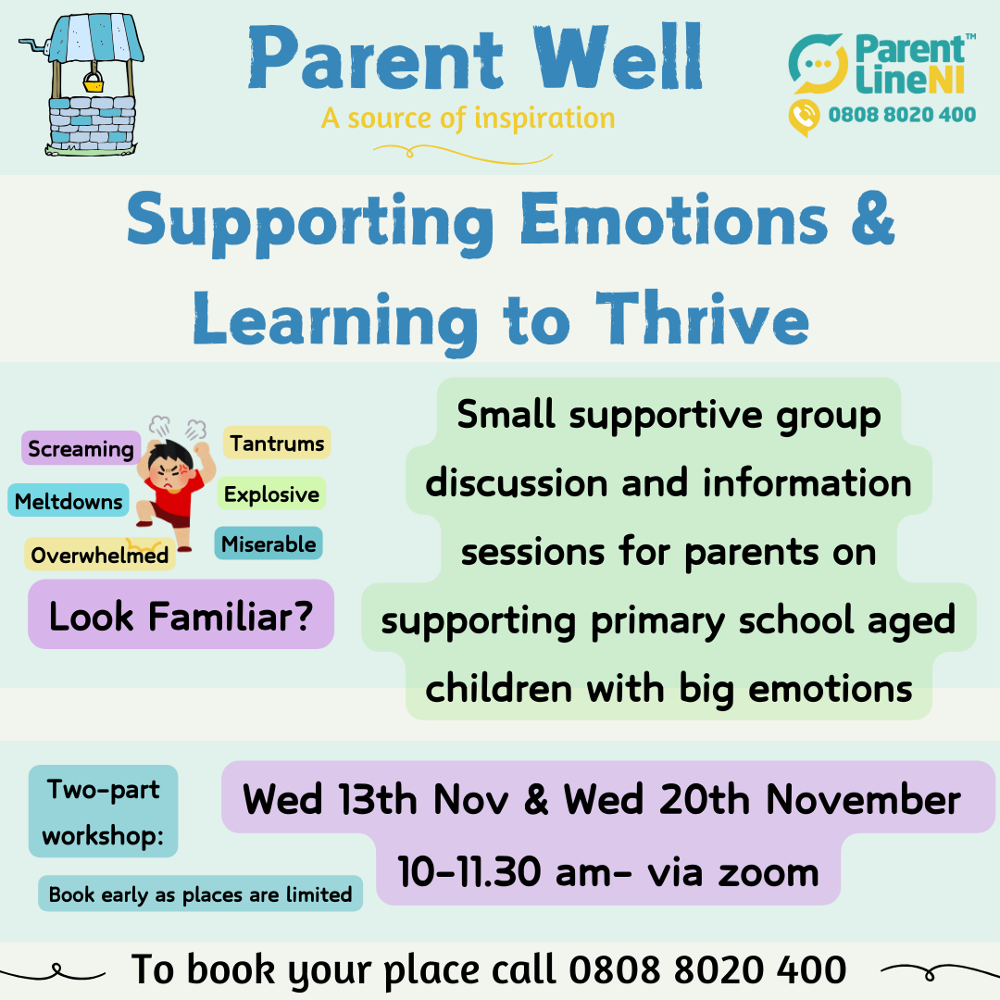 Parent Well
A source of inspiration
Parent™
LineNI
0808 8020 400
Supporting Emotions &
Learning to Thrive
Screaming
Tantrums
Meltdowns
Explosive
Overwhelmed
Miserable
Look Familiar?
Small supportive group
discussion and information
sessions for parents on
supporting primary school aged
children with big emotions
Two-part
workshop:
Wed 13th Nov & Wed 20th November
10-11.30 am- via zoom
Book early as places are limited
To book your place call 0808 8020 400